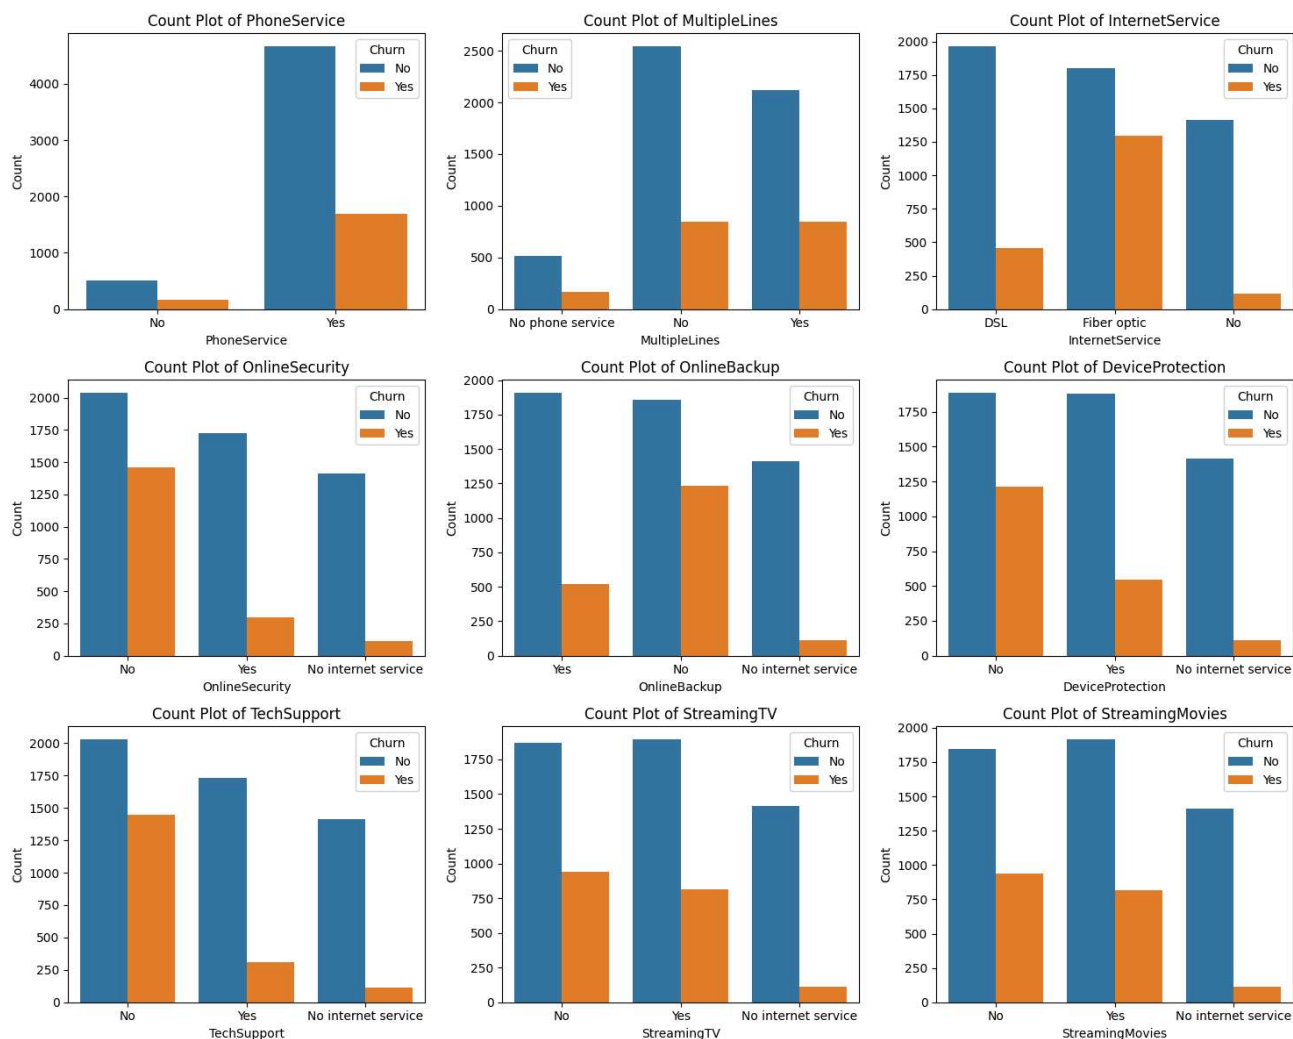 Count Plot of PhoneService
Churn
No
Yes
4000
3000
2000
1000
0
Count
No
Yes
PhoneService
Count Plot of MultipleLines
Churn
No
Yes
2500
2000
1500
1000
500
0
Count
No phone service
No
Yes
MultipleLines
Count Plot of InternetService
Churn
No
Yes
2000
1750
1500
1250
1000
750
500
250
0
Count
DSL
Fiber optic
No
InternetService
Count Plot of OnlineSecurity
Churn
No
Yes
2000
1750
1500
1250
1000
750
500
250
0
Count
No
Yes
No internet service
OnlineSecurity
Count Plot of OnlineBackup
Churn
No
Yes
2000
1750
1500
1250
1000
750
500
250
0
Count
Yes
No
No internet service
OnlineBackup
Count Plot of DeviceProtection
Churn
No
Yes
1750
1500
1250
1000
750
500
250
0
Count
No
Yes
No internet service
DeviceProtection
Count Plot of TechSupport
Churn
No
Yes
2000
1750
1500
1250
1000
750
500
250
0
Count
No
Yes
No internet service
TechSupport
Count Plot of StreamingTV
Churn
No
Yes
1750
1500
1250
1000
750
500
250
0
Count
No
Yes
No internet service
StreamingTV
Count Plot of StreamingMovies
Churn
No
Yes
2000
1750
1500
1250
1000
750
500
250
0
Count
No
Yes
No internet service
StreamingMovies